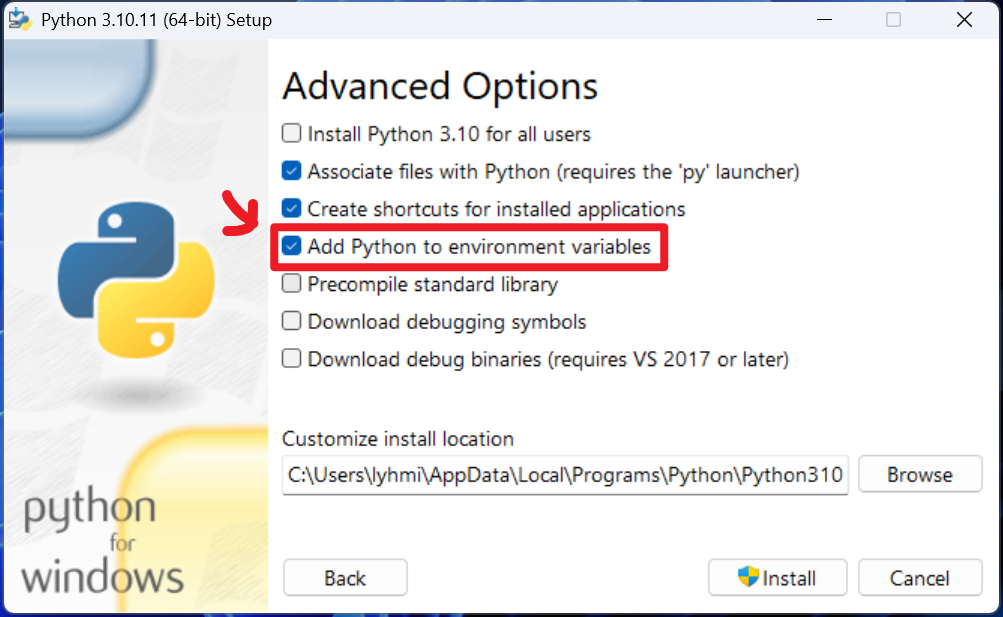 Python 3.10.11 (64-bit) Setup
Advanced Options
Install Python 3.10 for all users
Associate files with Python (requires the 'py' launcher)
Create shortcuts for installed applications
Add Python to environment variables
Precompile standard library
Download debugging symbols
Download debug binaries (requires VS 2017 or later)
Customize install location
C:\Users\lyhmi\AppData\Local\Programs\Python\Python310
Browse
python
for
windows
Back
Install
Cancel